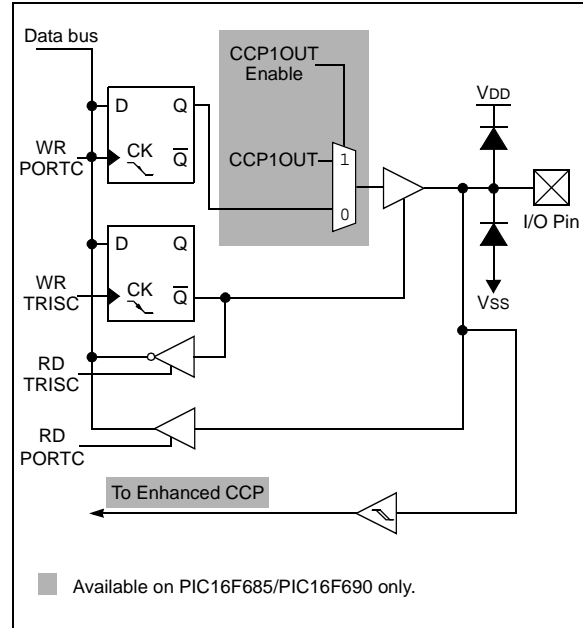 Data bus
CCP1OUT
Enable
VDD
D Q
WR
PORTC
CK Q
CCP1OUT
1
0
I/O Pin
D Q
WR
TRISC
CK Q
VSS
RD
TRISC
RD
PORTC
To Enhanced CCP
Available on PIC16F685/PIC16F690 only.